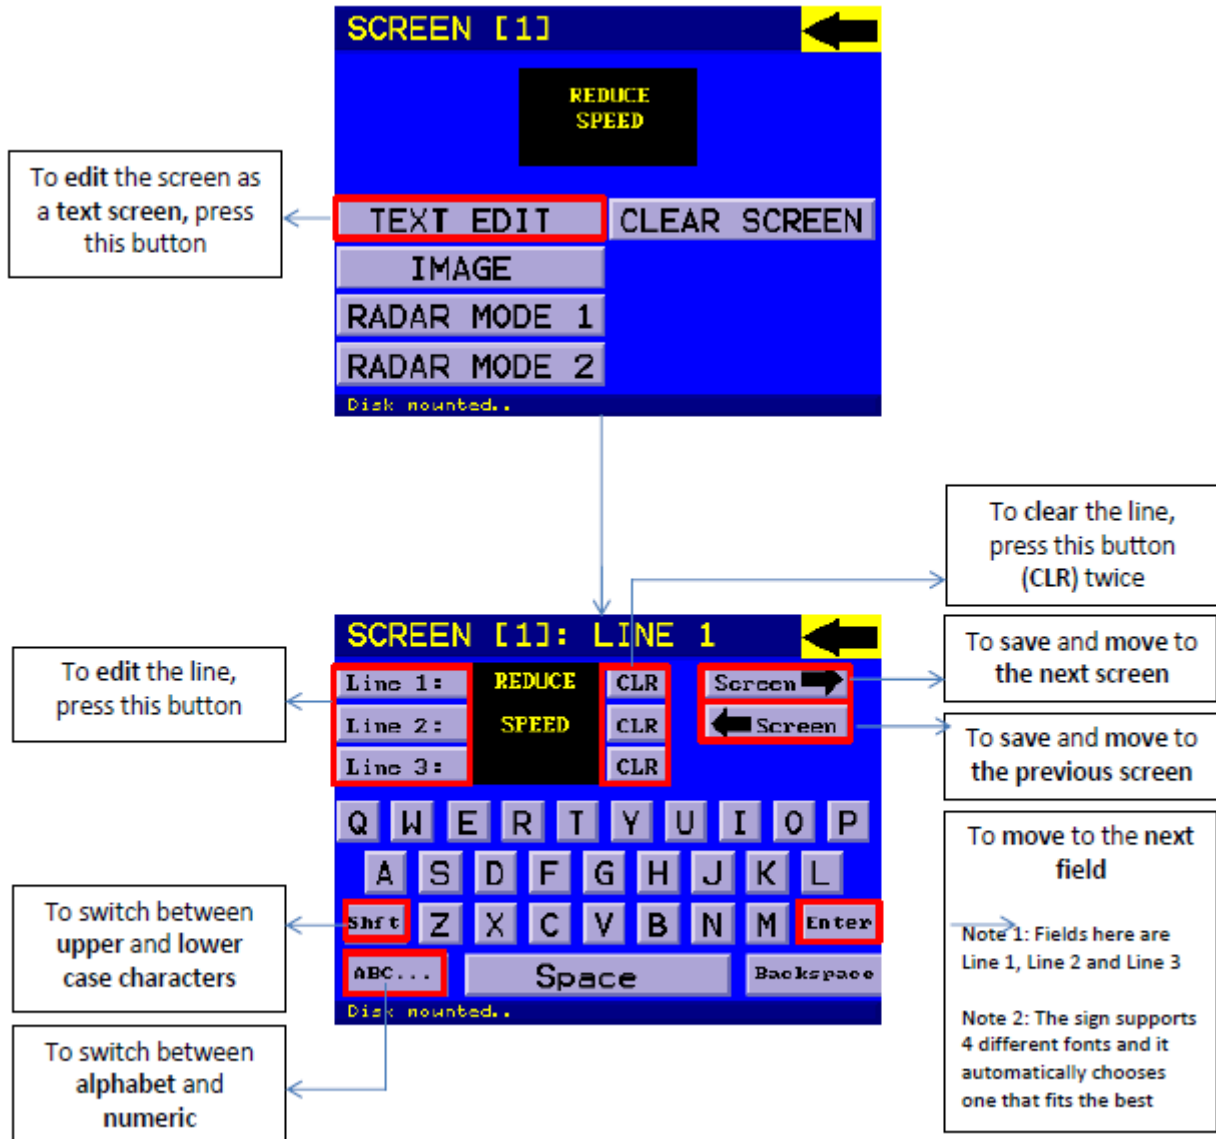 SCREEN [1]
REDUCE
SPEED
To edit the screen as
a text screen, press
this button
TEXT EDIT
CLEAR SCREEN
IMAGE
RADAR MODE 1
RADAR MODE 2
Disk mounted..
To clear the line,
press this button
(CLR) twice
SCREEN [1]: LINE 1
To edit the line,
press this button
Line 1:
REDUCE
CLR
Screen
Line 2:
SPEED
CLR
Screen
Line 3:
CLR
To save and move to
the next screen
To save and move to
the previous screen
Q W E R T Y U I O P
A S D F G H J K L
Shft Z X C V B N M Enter
ABC... Space Backspace
Disk mounted..
To move to the next
field
Note 1: Fields here are
Line 1, Line 2 and Line 3
Note 2: The sign supports
4 different fonts and it
automatically chooses
one that fits the best
To switch between
upper and lower
case characters
To switch between
alphabet and
numeric